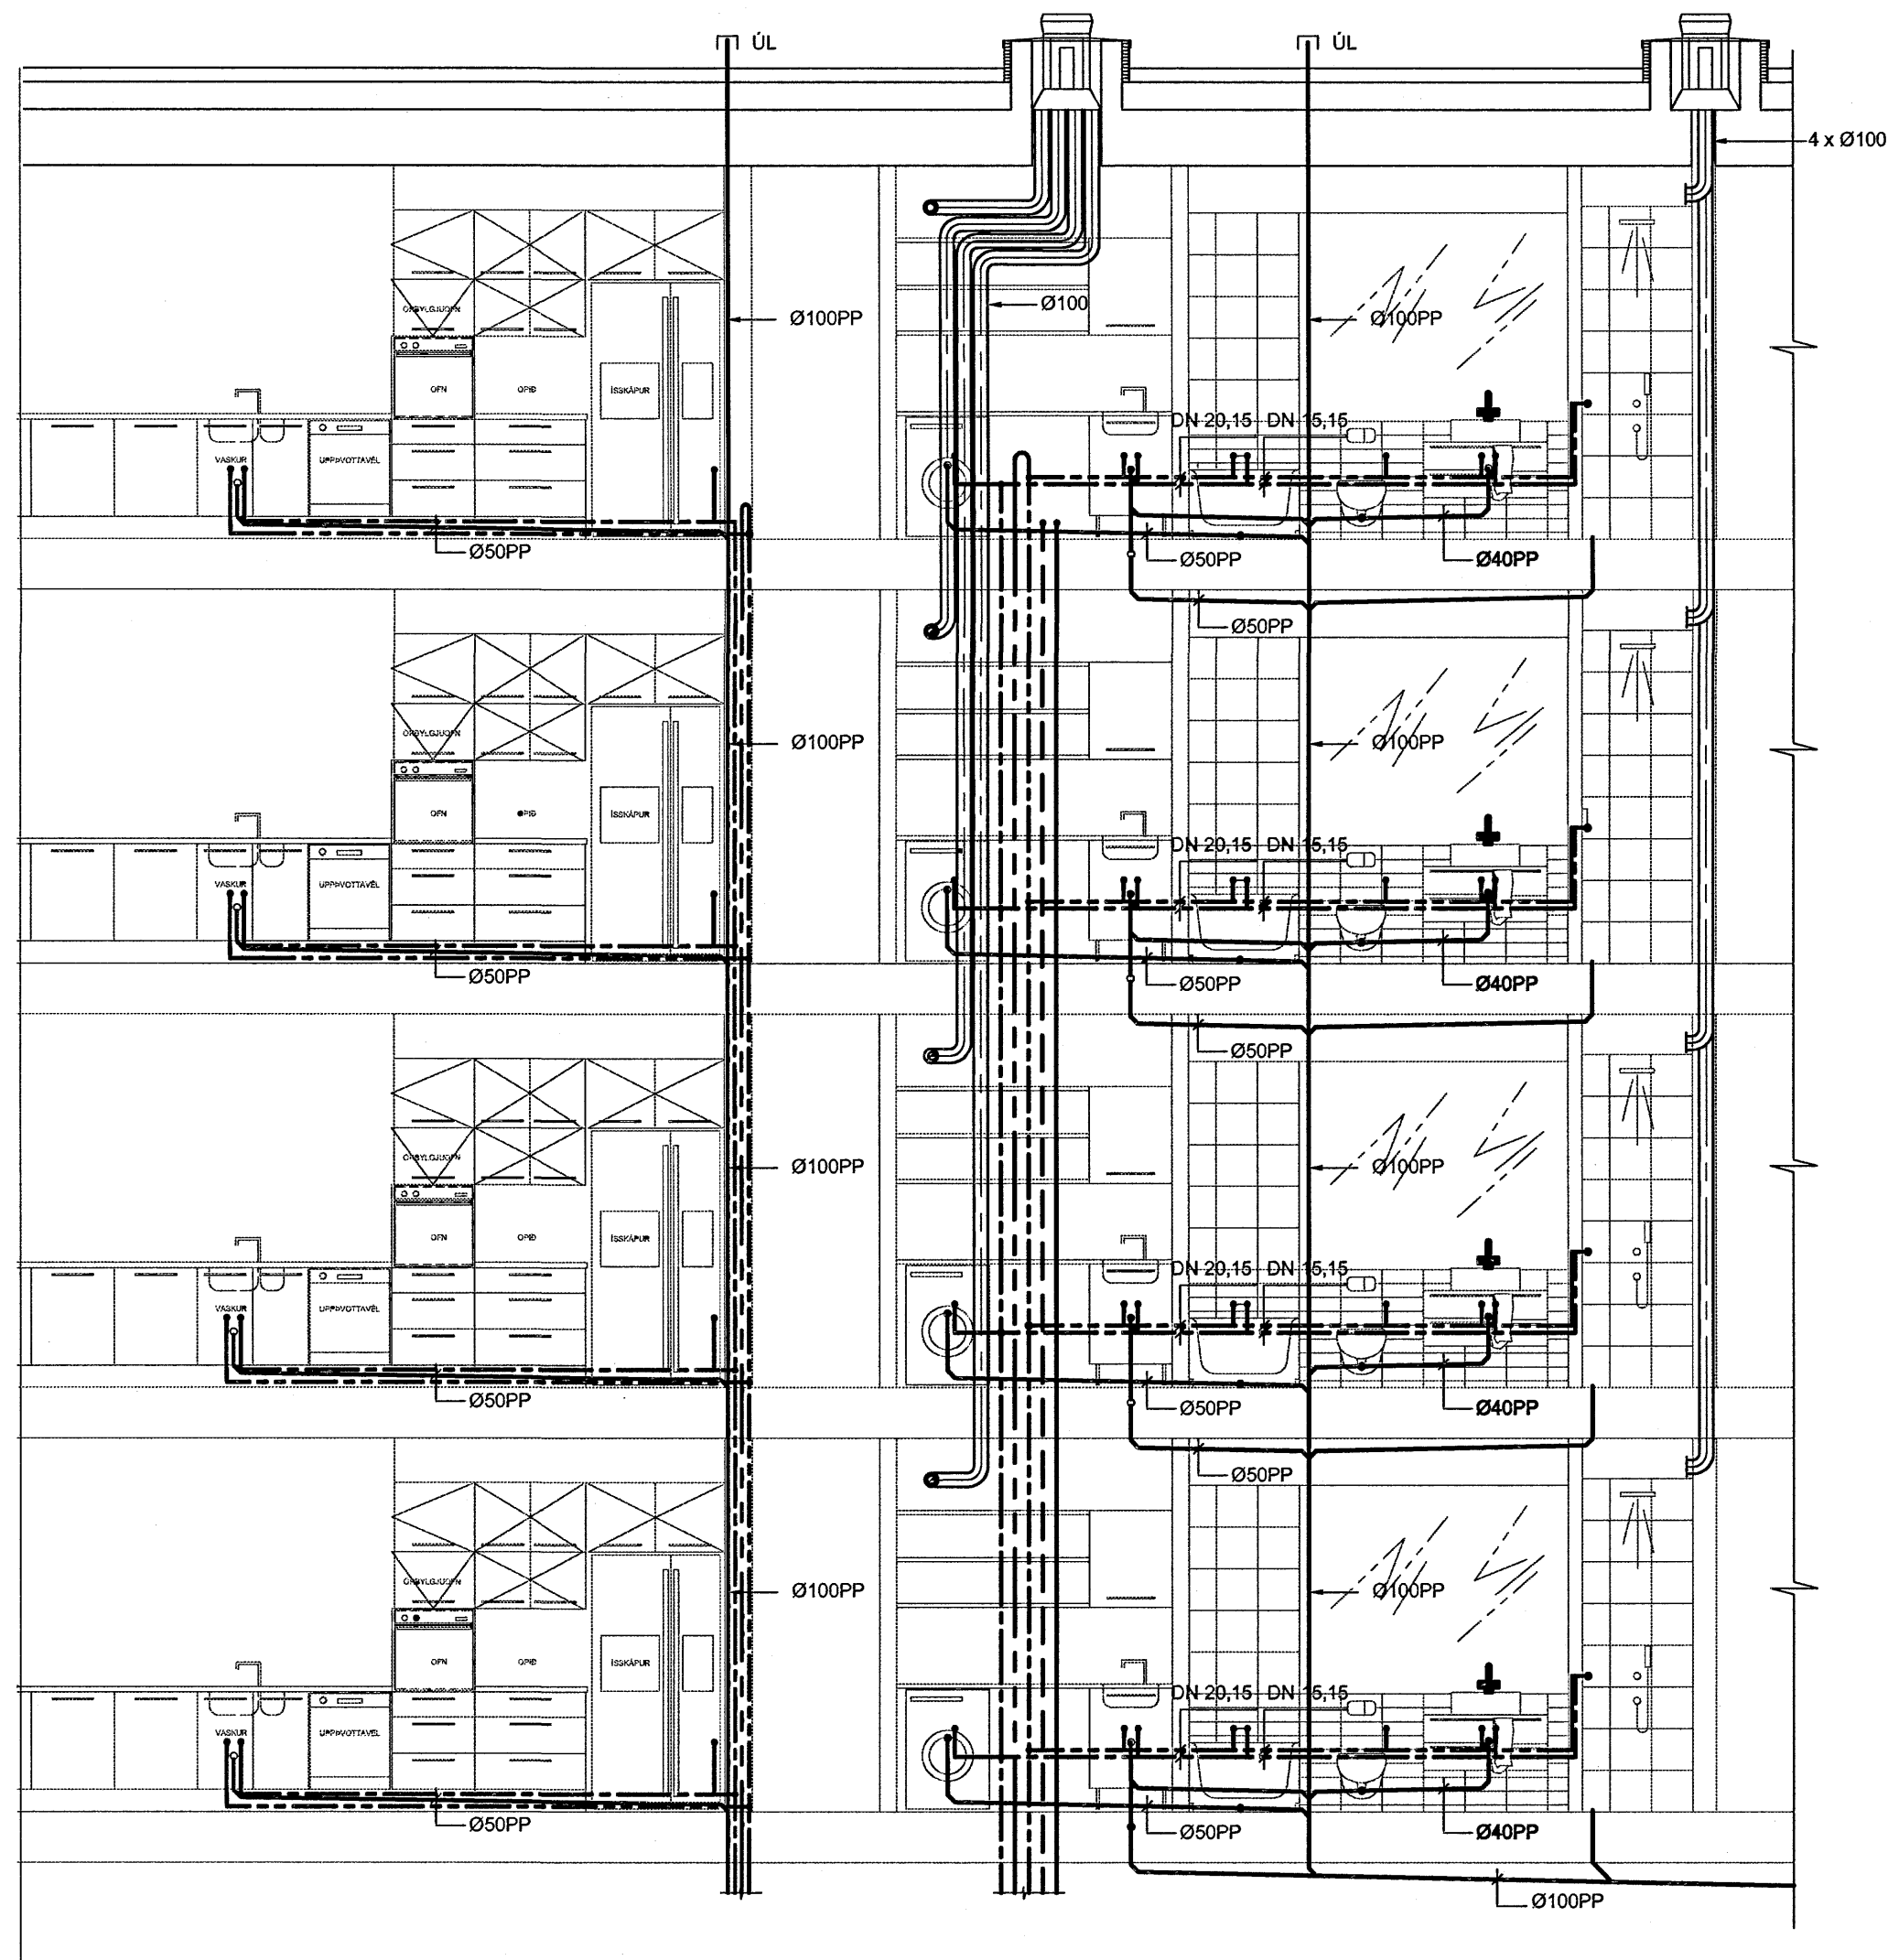 ÚL ÚL
4 x Ø100
Ø100
Ø100PP Ø100PP
ÖRBYLGJUOFN
OFN OPIÐ ÍSSKÁPUR
DN 20,15 DN 15,15
VASKUR UPPÞVOTTAVÉL
Ø50PP Ø50PP Ø40PP
Ø50PP
Ø100PP Ø100PP
ÖRBYLGJUOFN
OFN OPIÐ ÍSSKÁPUR
DN 20,15 DN 15,15
VASKUR UPPÞVOTTAVÉL
Ø50PP Ø50PP Ø40PP
Ø50PP
Ø100PP Ø100PP
ÖRBYLGJUOFN
OFN OPIÐ ÍSSKÁPUR
DN 20,15 DN 15,15
VASKUR UPPÞVOTTAVÉL
Ø50PP Ø50PP Ø40PP
Ø50PP
Ø100PP Ø100PP
ÖRBYLGJUOFN
OFN OPIÐ ÍSSKÁPUR
DN 20,15 DN 15,15
VASKUR UPPÞVOTTAVÉL
Ø50PP Ø50PP Ø40PP
Ø100PP